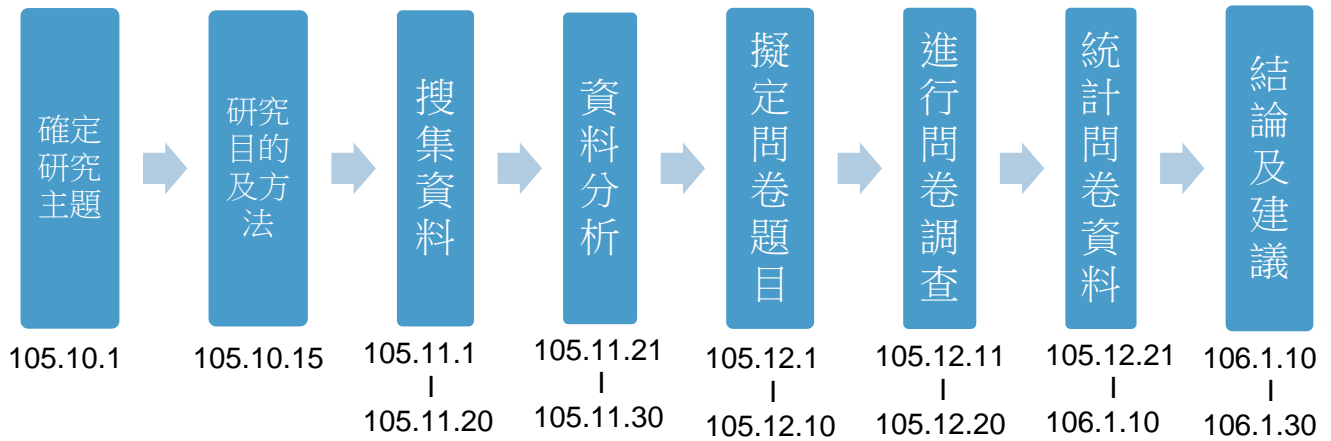 確定
研究
主題
研究
目的
及方
法
搜集資料
資料分析
擬定問卷題目
進行問卷調查
統計問卷資料
結論及建議
105.10.1
105.10.15
105.11.1
|
105.11.20
105.11.21
|
105.11.30
105.12.1
|
105.12.10
105.12.11
|
105.12.20
105.12.21
|
106.1.10
106.1.10
|
106.1.30